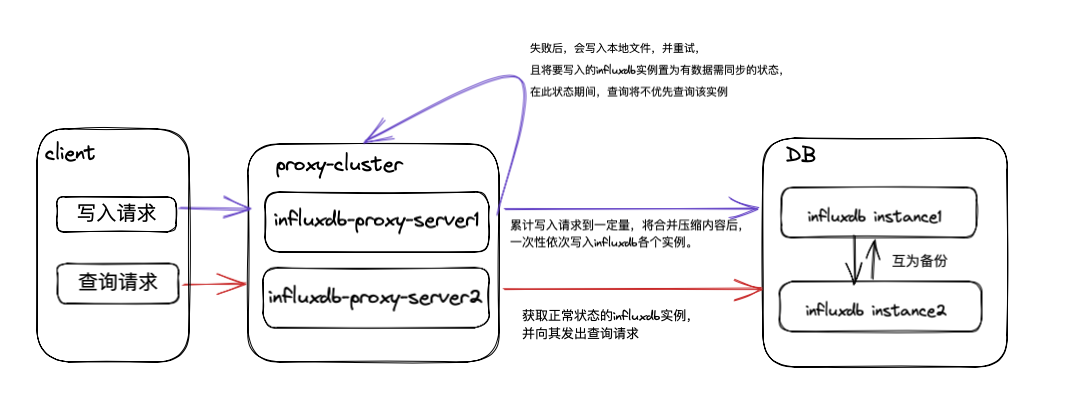 失败后，会写入本地文件，并重试，
且将要写入的influxdb实例置为有数据需同步的状态，
在此状态期间，查询将不优先查询该实例
client
写入请求
查询请求
proxy-cluster
influxdb-proxy-server1
influxdb-proxy-server2
累计写入请求到一定量，将合并压缩内容后，
一次性依次写入influxdb各个实例。
获取正常状态的influxdb实例，
并向其发出查询请求
DB
influxdb instance1
互为备份
influxdb instance2